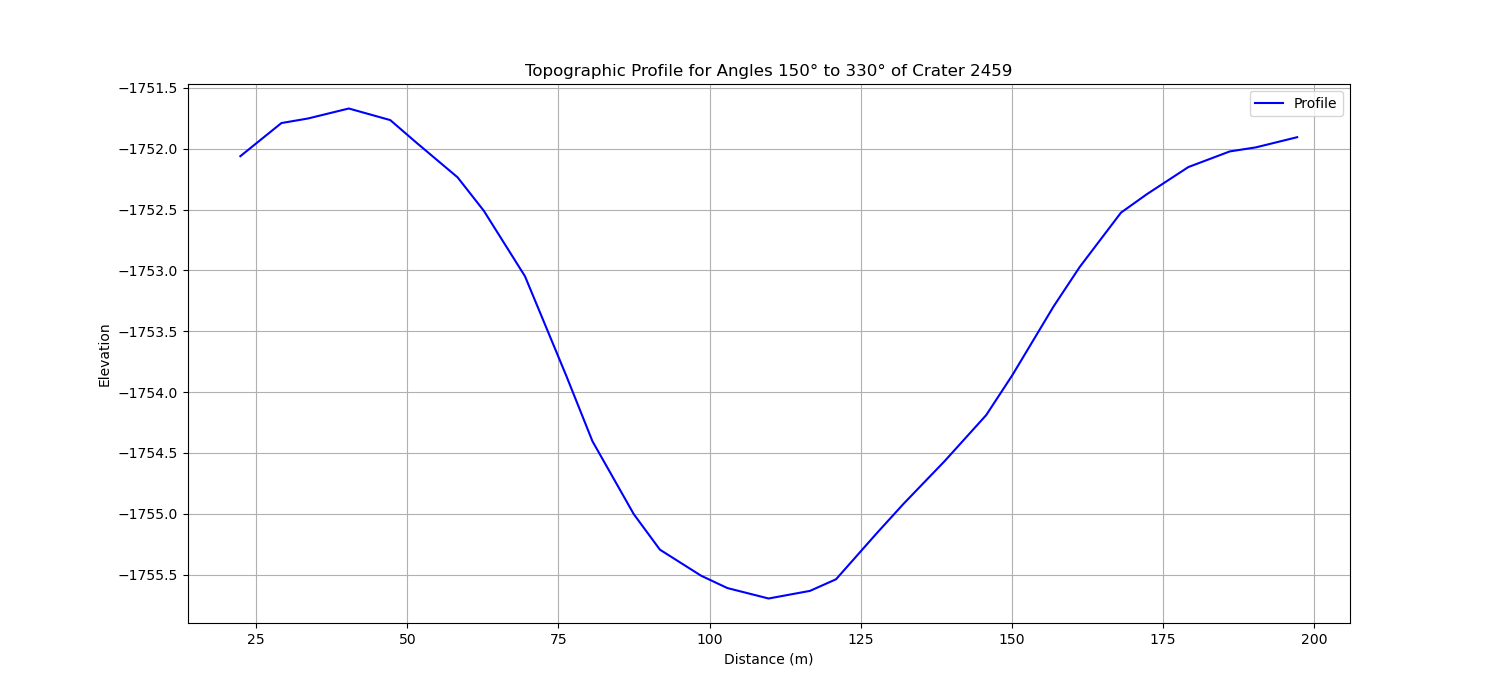 Topographic Profile for Angles 150° to 330° of Crater 2459
Profile
Elevation
−1751.5
−1752.0
−1752.5
−1753.0
−1753.5
−1754.0
−1754.5
−1755.0
−1755.5
25 50 75 100 125 150 175 200
Distance (m)